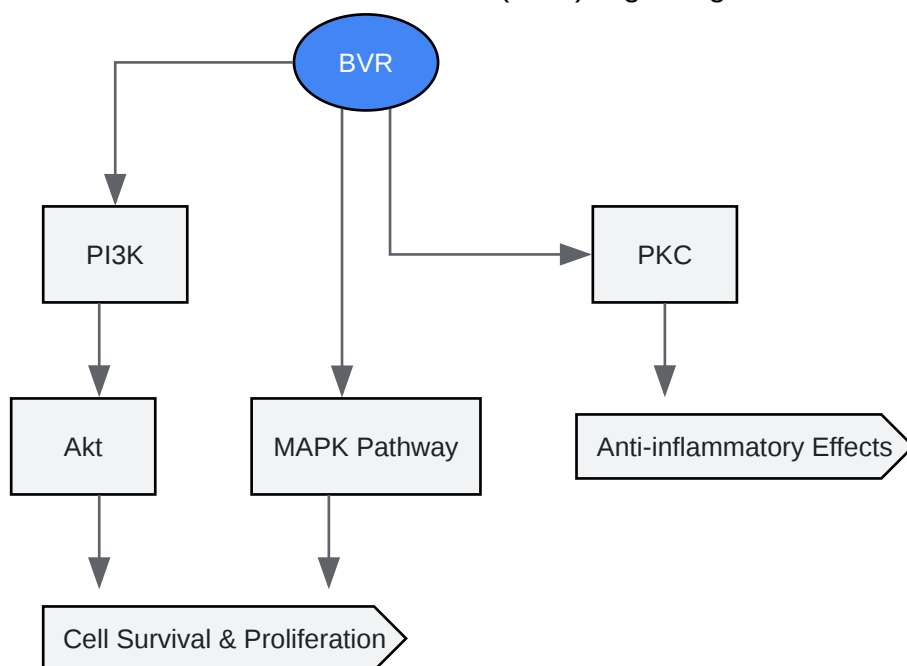 BVR
PI3K
PKC
Akt
MAPK Pathway
Anti-inflammatory Effects
Cell Survival & Proliferation